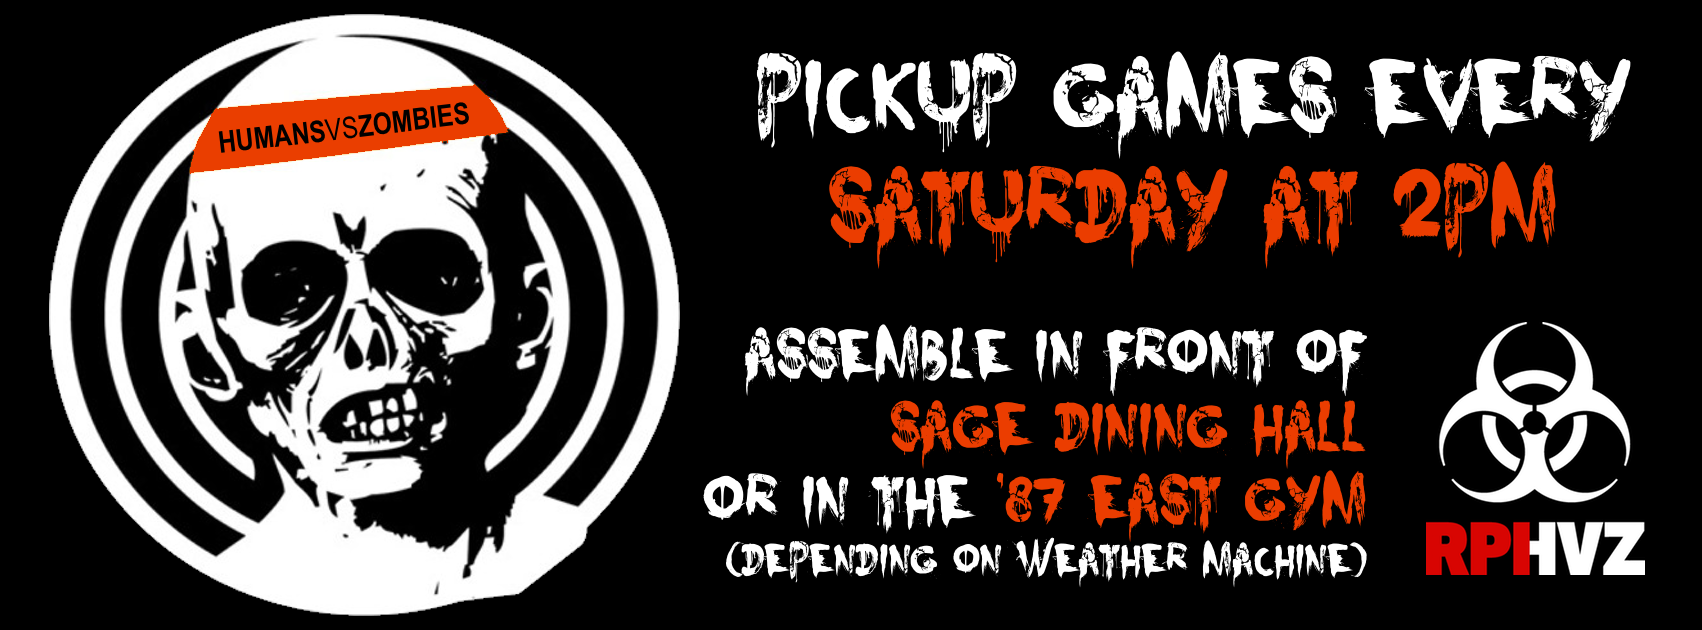 HUMANSVSZOMBIES
PICKUP GAMES EVERY
SATURDAY AT 2PM
ASSEMBLE IN FRONT OF
SAGE DINING HALL
OR IN THE '87 EAST GYM
(DEPENDING ON WEATHER MACHINE)
RPIHVZ